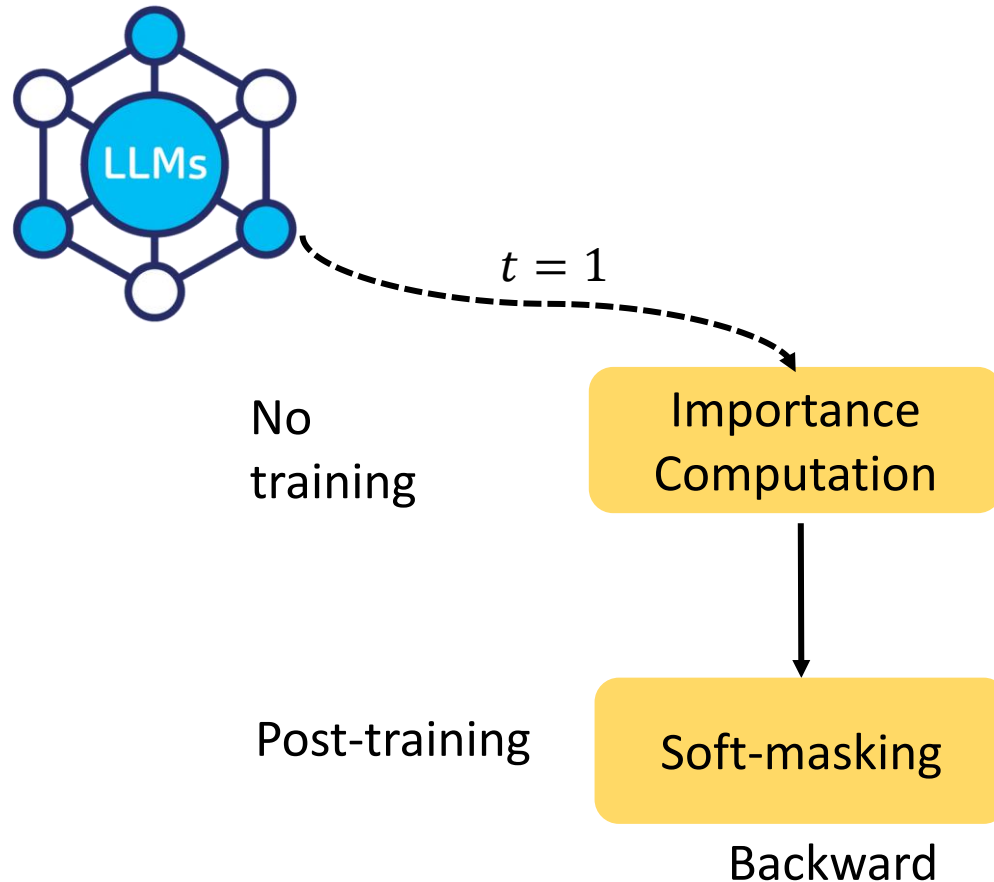 LLMs
t = 1
No
training
Importance
Computation
Post-training
Soft-masking
Backward